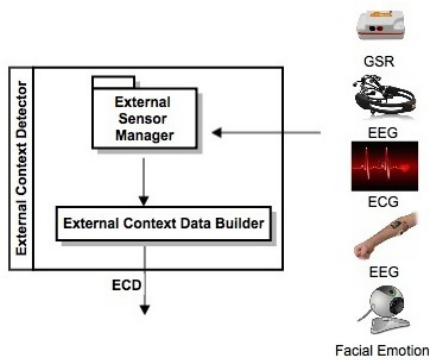 External Context Detector
External
Sensor
Manager
External Context Data Builder
ECD
GSR
EEG
ECG
EEG
Facial Emotion